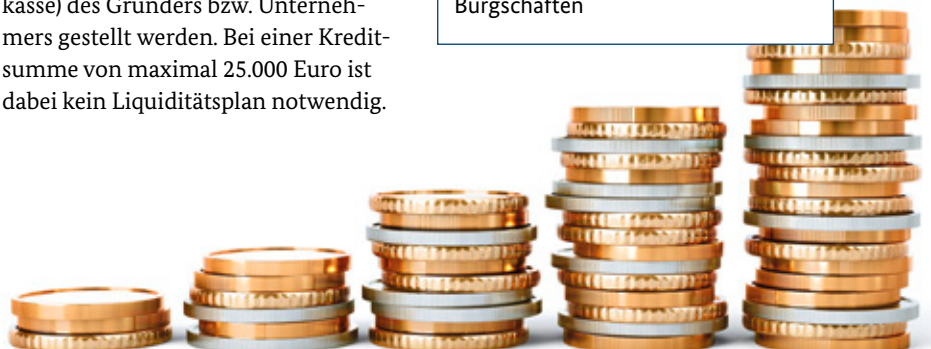 kasse) des Gründers bzw. Unterneh-
mers gestellt werden. Bei einer Kredit-
summe von maximal 25.000 Euro ist
dabei kein Liquiditätsplan notwendig.
Bürgschaften